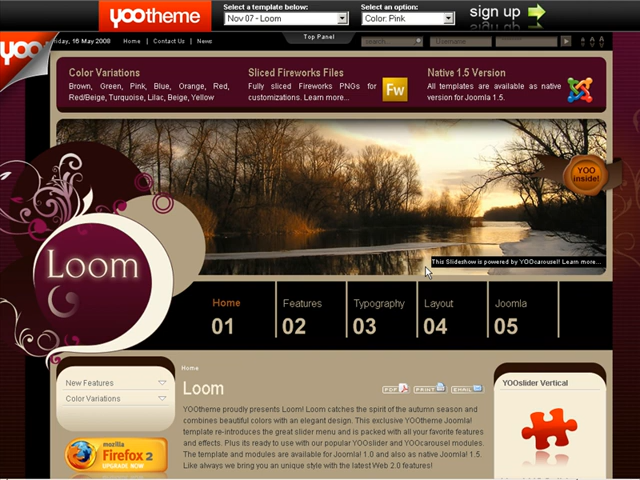 YOOtheme
Select a template below:
Nov 07 - Loom
Select an option:
Color: Pink
sign up
yoo
iday, 16 May 2008
Home | Contact Us | News
Top Panel
search...
Username
Color Variations
Brown, Green, Pink, Blue, Orange, Red,
Red/Beige, Turquoise, Lilac, Beige, Yellow
Sliced Fireworks Files
Fully sliced Fireworks PNGs for
customizations. Learn more...
Fw
Native 1.5 Version
All templates are available as native
version for Joomla 1.5.
YOO
inside!
Loom
This Slideshow is powered by YOOcarousel! Learn more...
Home
01
Features
02
Typography
03
Layout
04
Joomla
05
New Features
Color Variations
mozilla
Firefox 2
UPGRADE NOW
Home
Loom
PDF
PRINT
EMAIL
YOOtheme proudly presents Loom! Loom catches the spirit of the autumn season and
combines beautiful colors with an elegant design. This exclusive YOOtheme Joomla!
template re-introduces the great slider menu and is packed with all your favorite features
and effects. Plus its ready to use with our popular YOOslider and YOOcarousel modules.
The template and modules are available for Joomla! 1.0 and also as native Joomla! 1.5.
Like always we bring you an unique style with the latest Web 2.0 features!
YOOslider Vertical